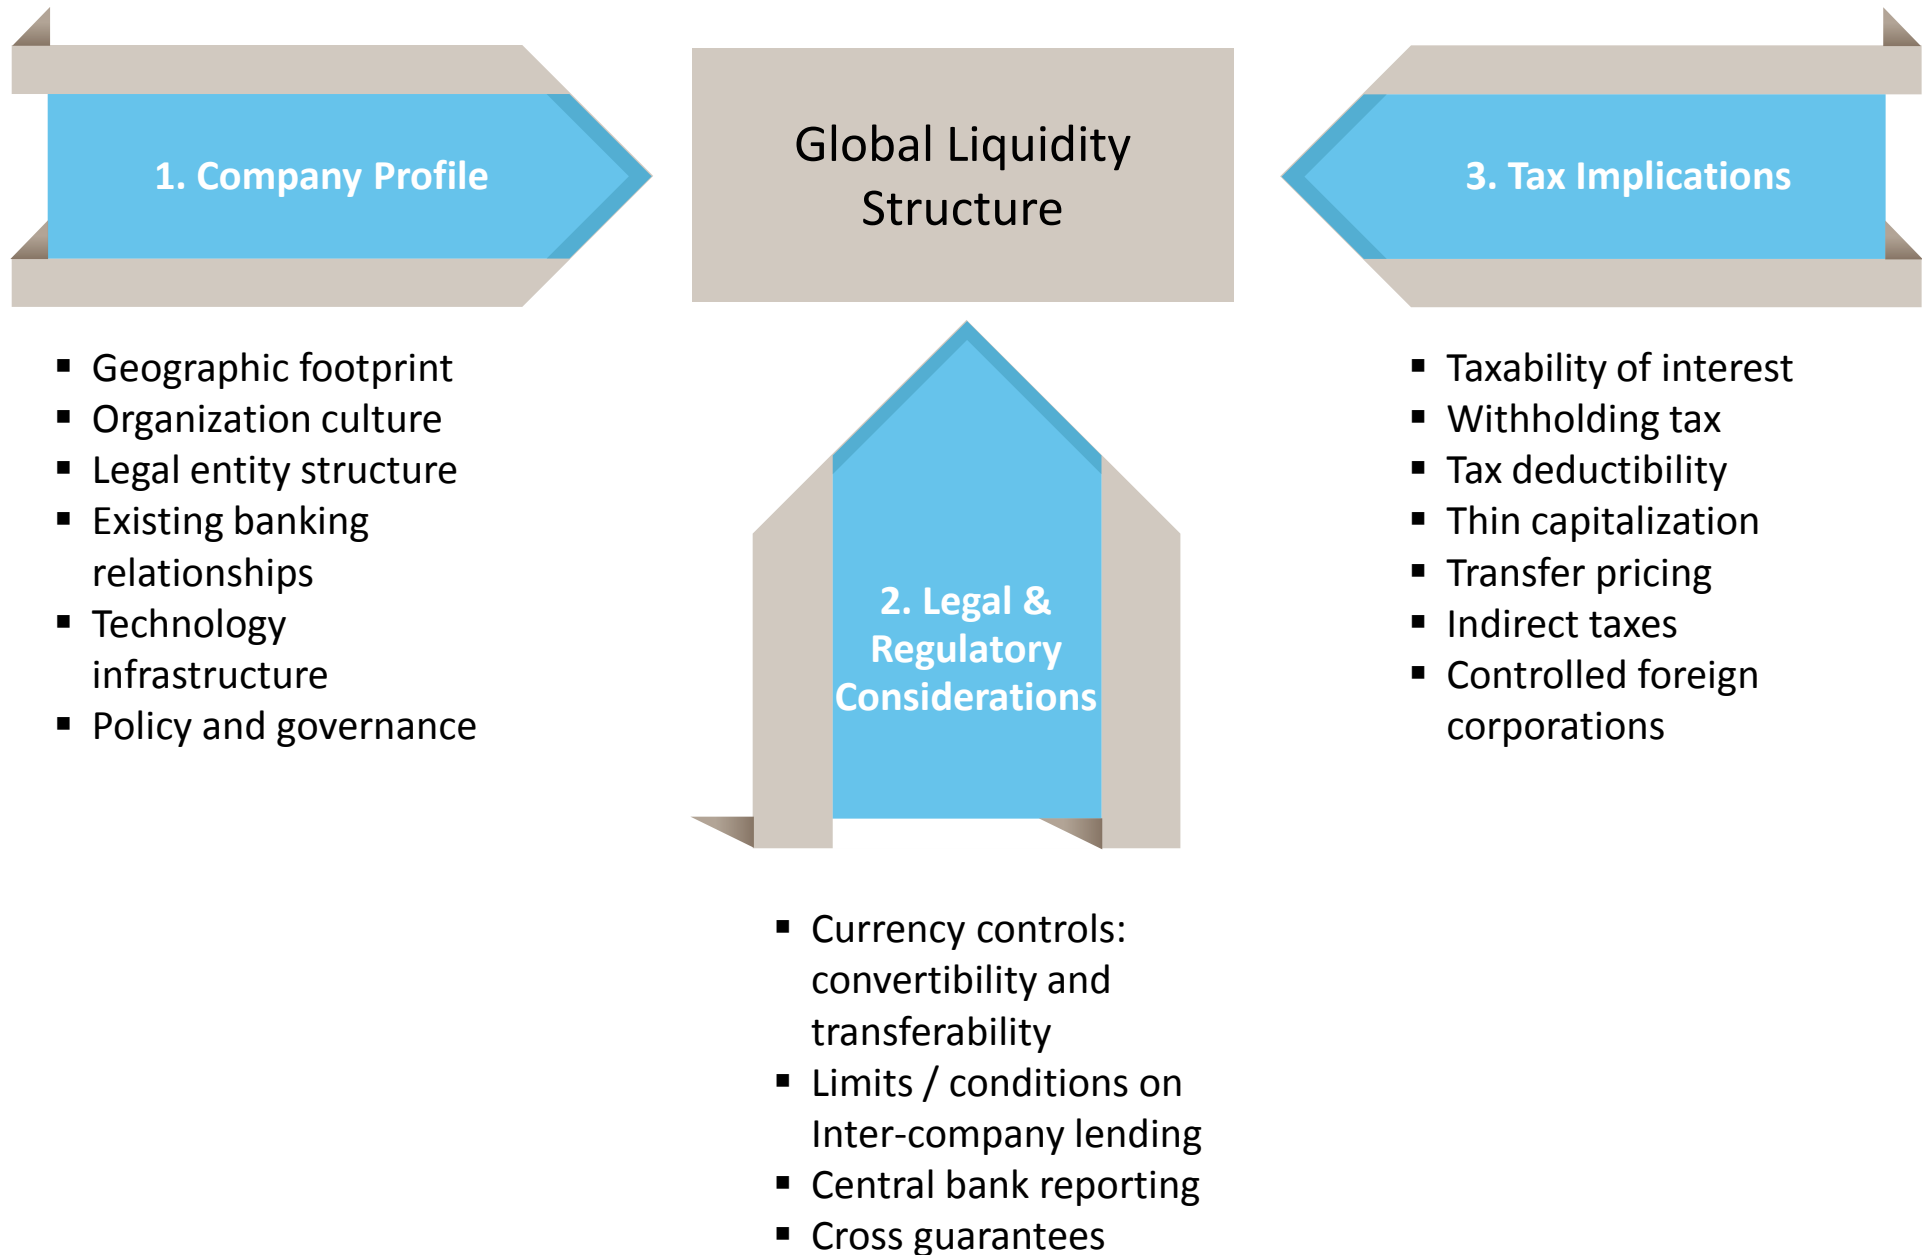 1. Company Profile
Global Liquidity
Structure
3. Tax Implications
▪ Geographic footprint
▪ Organization culture
▪ Legal entity structure
▪ Existing banking
relationships
▪ Technology
infrastructure
▪ Policy and governance
2. Legal &
Regulatory
Considerations
▪ Currency controls:
convertibility and
transferability
▪ Limits / conditions on
Inter-company lending
▪ Central bank reporting
▪ Cross guarantees
▪ Taxability of interest
▪ Withholding tax
▪ Tax deductibility
▪ Thin capitalization
▪ Transfer pricing
▪ Indirect taxes
▪ Controlled foreign
corporations